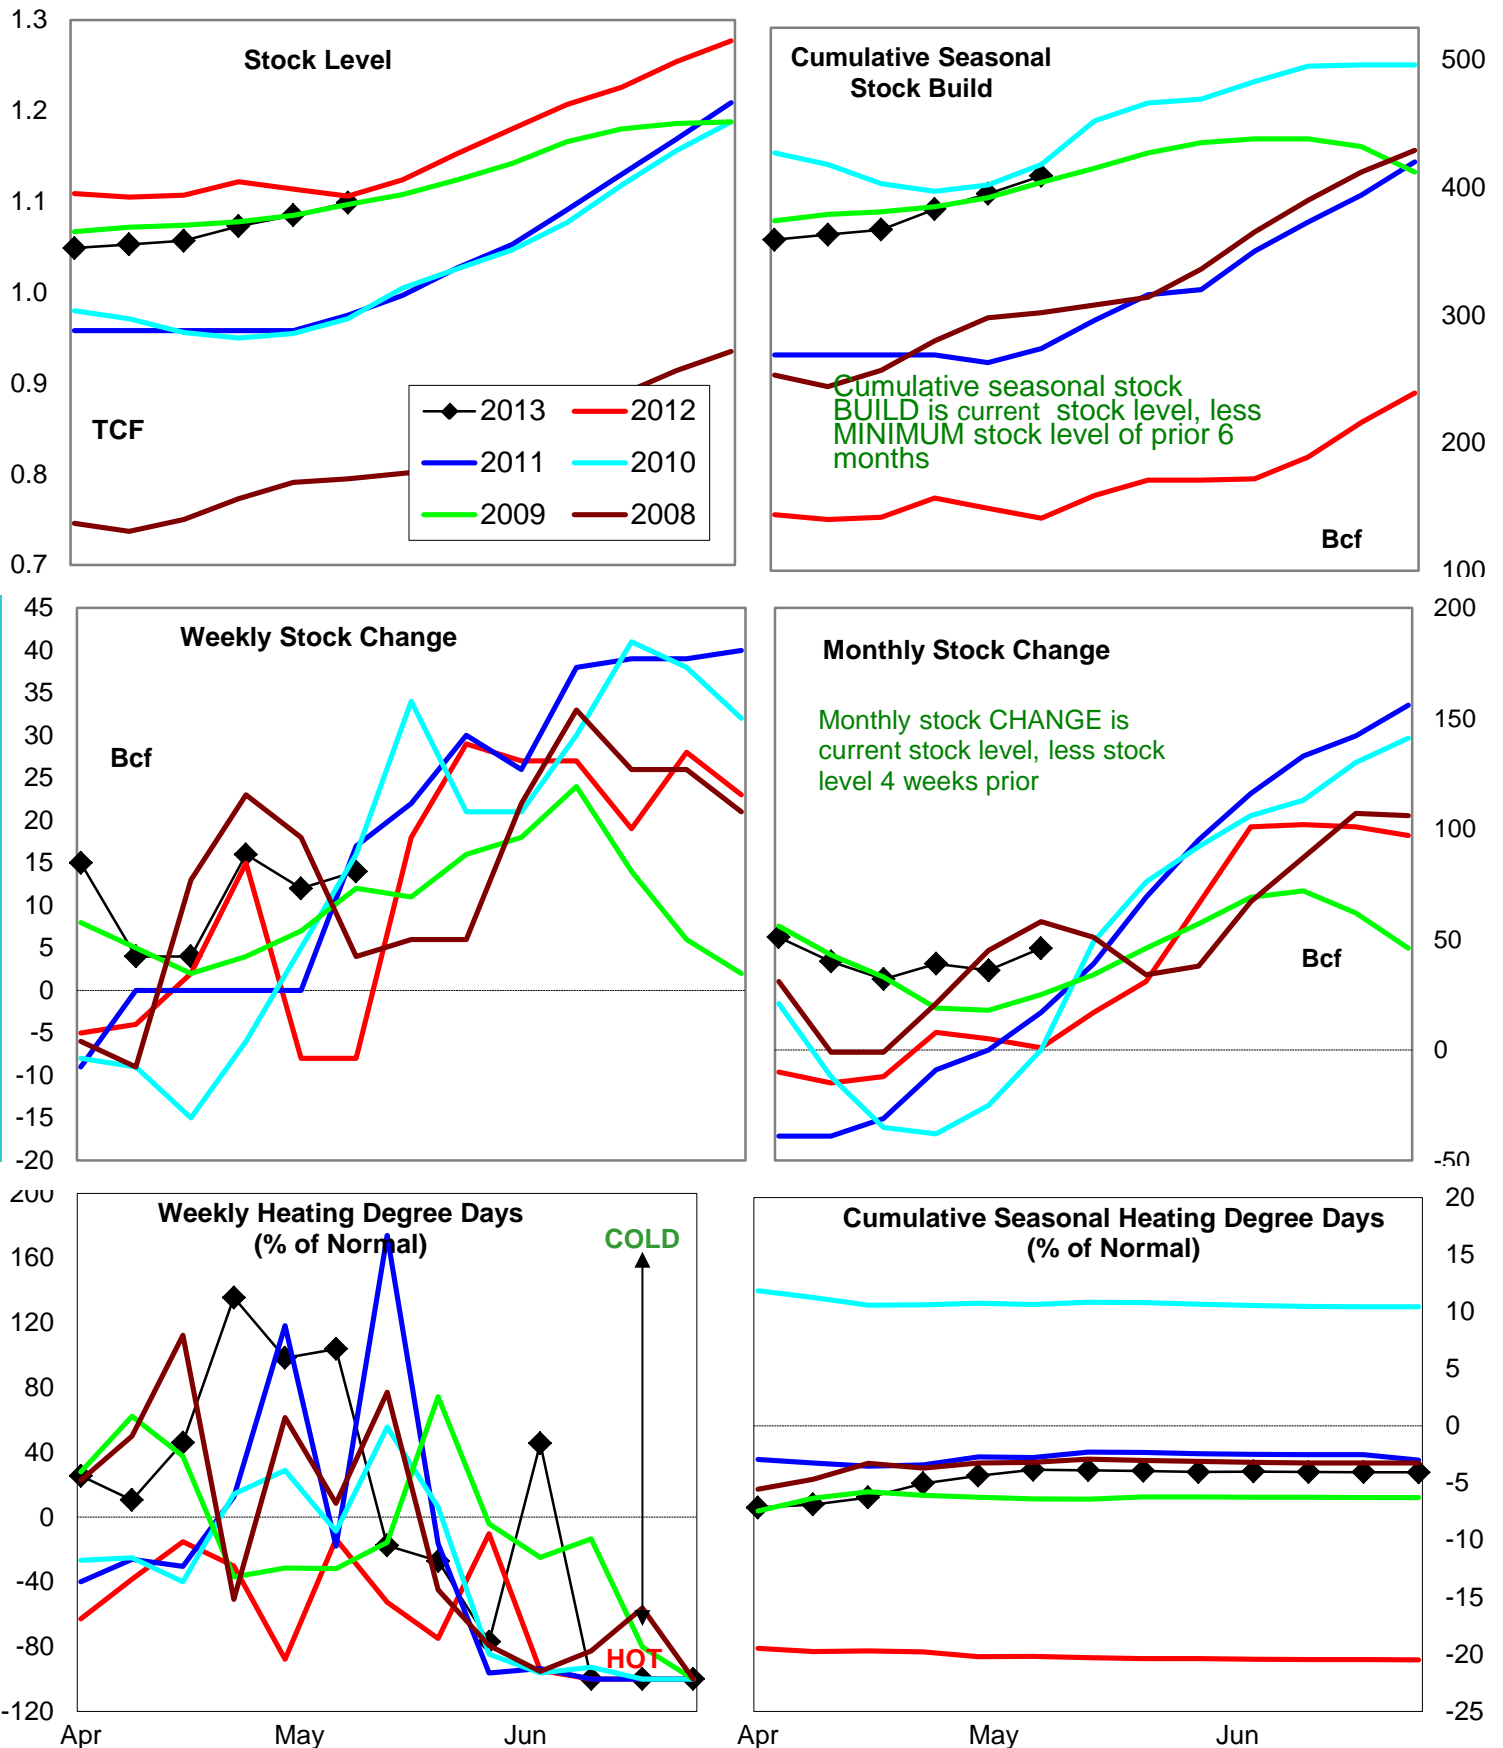 1.3
1.2
1.1
1.0
0.9
0.8
0.7
Stock Level
TCF
2013
2012
2011
2010
2009
2008
Cumulative Seasonal
Stock Build
500
400
300
200
100
Cumulative seasonal stock
BUILD is current stock level, less
MINIMUM stock level of prior 6
months
Bcf
45
40
35
30
25
20
15
10
5
0
-5
-10
-15
-20
Weekly Stock Change
Bcf
Monthly Stock Change
Monthly stock CHANGE is
current stock level, less stock
level 4 weeks prior
Bcf
200
150
100
50
0
-50
200
160
120
80
40
0
-40
-80
-120
Weekly Heating Degree Days
(% of Normal)
COLD
HOT
Apr
May
Jun
Cumulative Seasonal Heating Degree Days
(% of Normal)
20
15
10
5
0
-5
-10
-15
-20
-25
Apr
May
Jun